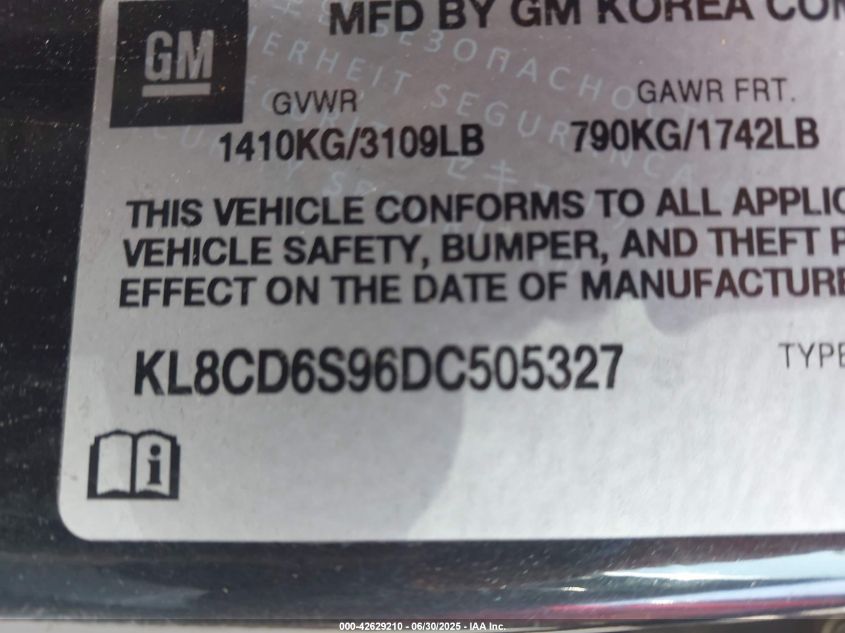 GM
MFD BY GM KOREA COM
GVWR
GAWR FRT.
1410KG/3109LB
790KG/1742LB
THIS VEHICLE CONFORMS TO ALL APPLIC
VEHICLE SAFETY, BUMPER, AND THEFT P
EFFECT ON THE DATE OF MANUFACTURE
KL8CD6S96DC505327
TYPE
i
000-42629210 - 06/30/2025 - IAA Inc.